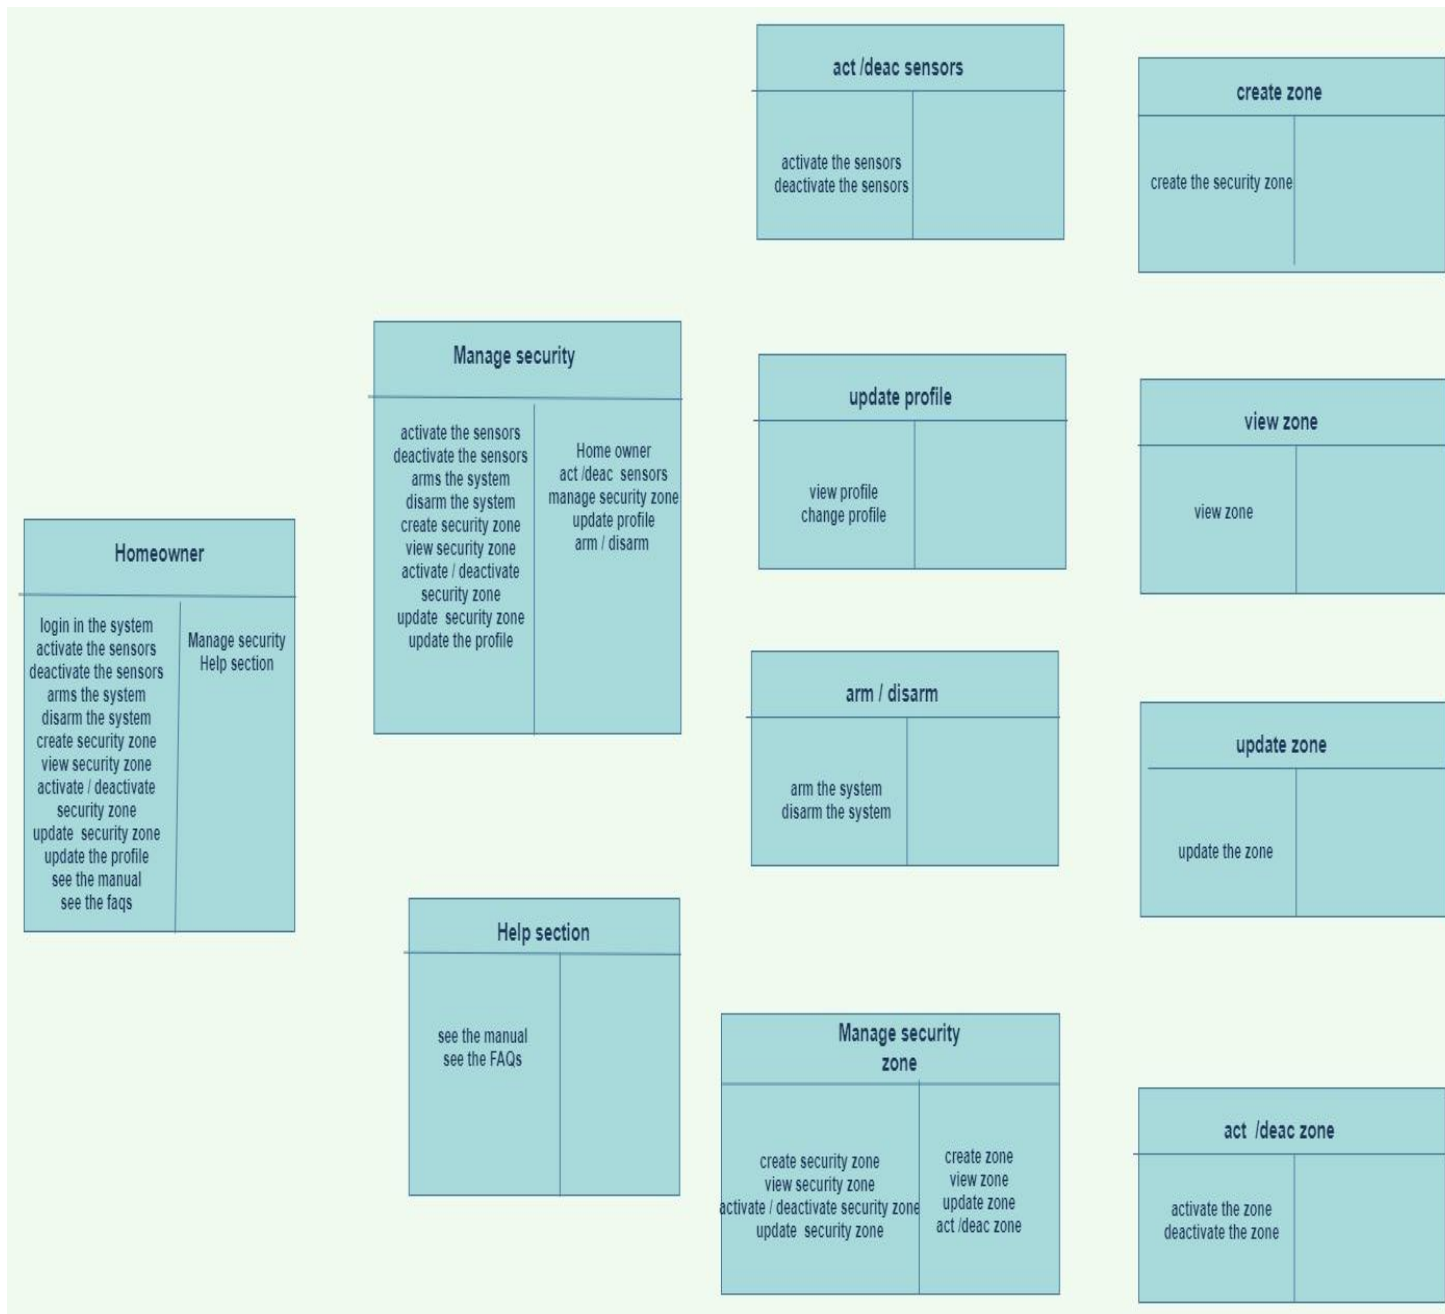 Homeowner
login in the system
activate the sensors
deactivate the sensors
arms the system
disarm the system
create security zone
view security zone
activate / deactivate
security zone
update security zone
update the profile
see the manual
see the faqs
Manage security
Help section
Manage security
activate the sensors
deactivate the sensors
arms the system
disarm the system
create security zone
view security zone
activate / deactivate
security zone
update security zone
update the profile
Home owner
act /deac sensors
manage security zone
update profile
arm / disarm
Help section
see the manual
see the FAQs
act /deac sensors
activate the sensors
deactivate the sensors
update profile
view profile
change profile
arm / disarm
arm the system
disarm the system
Manage security
zone
create security zone
view security zone
activate / deactivate security zone
update security zone
create zone
view zone
update zone
act /deac zone
create zone
create the security zone
view zone
view zone
update zone
update the zone
act /deac zone
activate the zone
deactivate the zone